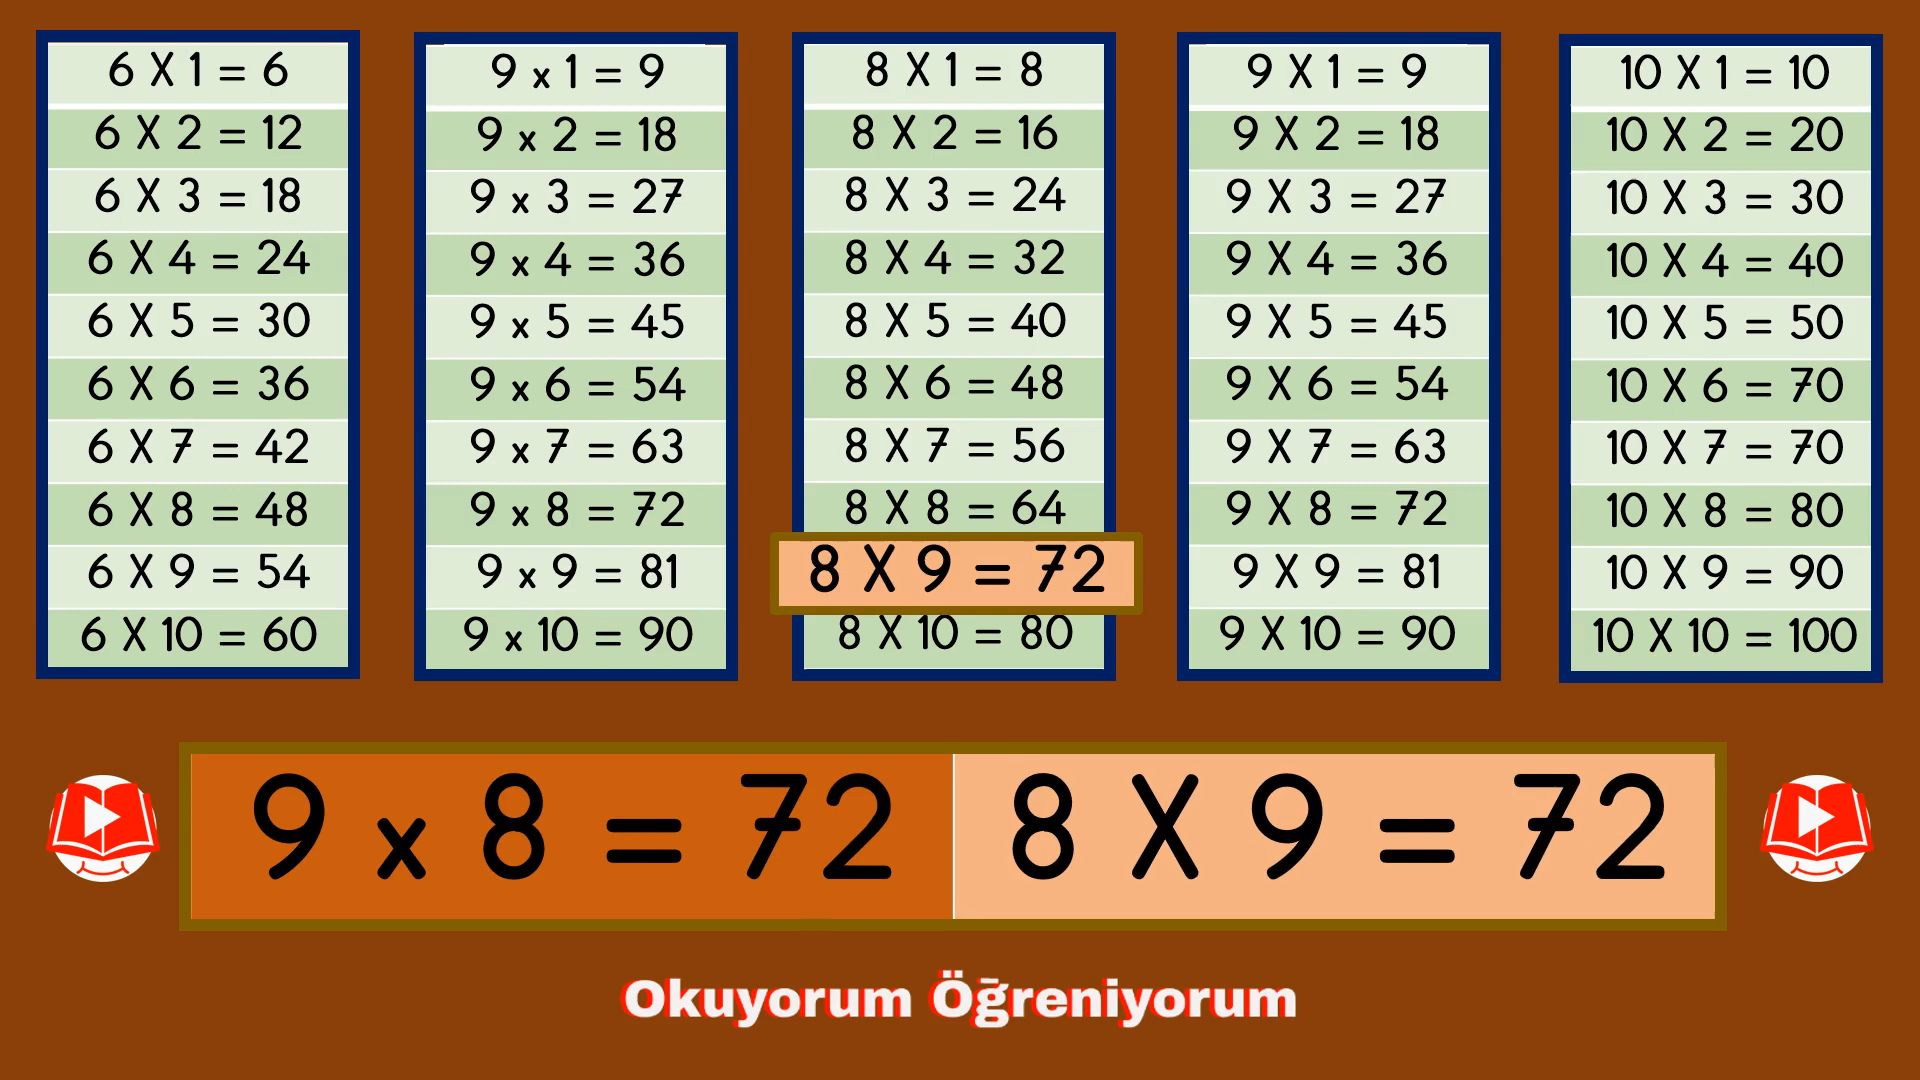 6 X 1 = 6
6 X 2 = 12
6 X 3 = 18
6 X 4 = 24
6 X 5 = 30
6 X 6 = 36
6 X 7 = 42
6 X 8 = 48
6 X 9 = 54
6 X 10 = 60
9 x 1 = 9
9 x 2 = 18
9 x 3 = 27
9 x 4 = 36
9 x 5 = 45
9 x 6 = 54
9 x 7 = 63
9 x 8 = 72
9 x 9 = 81
9 x 10 = 90
8 X 1 = 8
8 X 2 = 16
8 X 3 = 24
8 X 4 = 32
8 X 5 = 40
8 X 6 = 48
8 X 7 = 56
8 X 8 = 64
8 X 9 = 72
8 X 10 = 80
9 X 1 = 9
9 X 2 = 18
9 X 3 = 27
9 X 4 = 36
9 X 5 = 45
9 X 6 = 54
9 X 7 = 63
9 X 8 = 72
9 X 9 = 81
9 X 10 = 90
10 X 1 = 10
10 X 2 = 20
10 X 3 = 30
10 X 4 = 40
10 X 5 = 50
10 X 6 = 70
10 X 7 = 70
10 X 8 = 80
10 X 9 = 90
10 X 10 = 100
9 x 8 = 72
8 X 9 = 72
Okuyorum Öğreniyorum